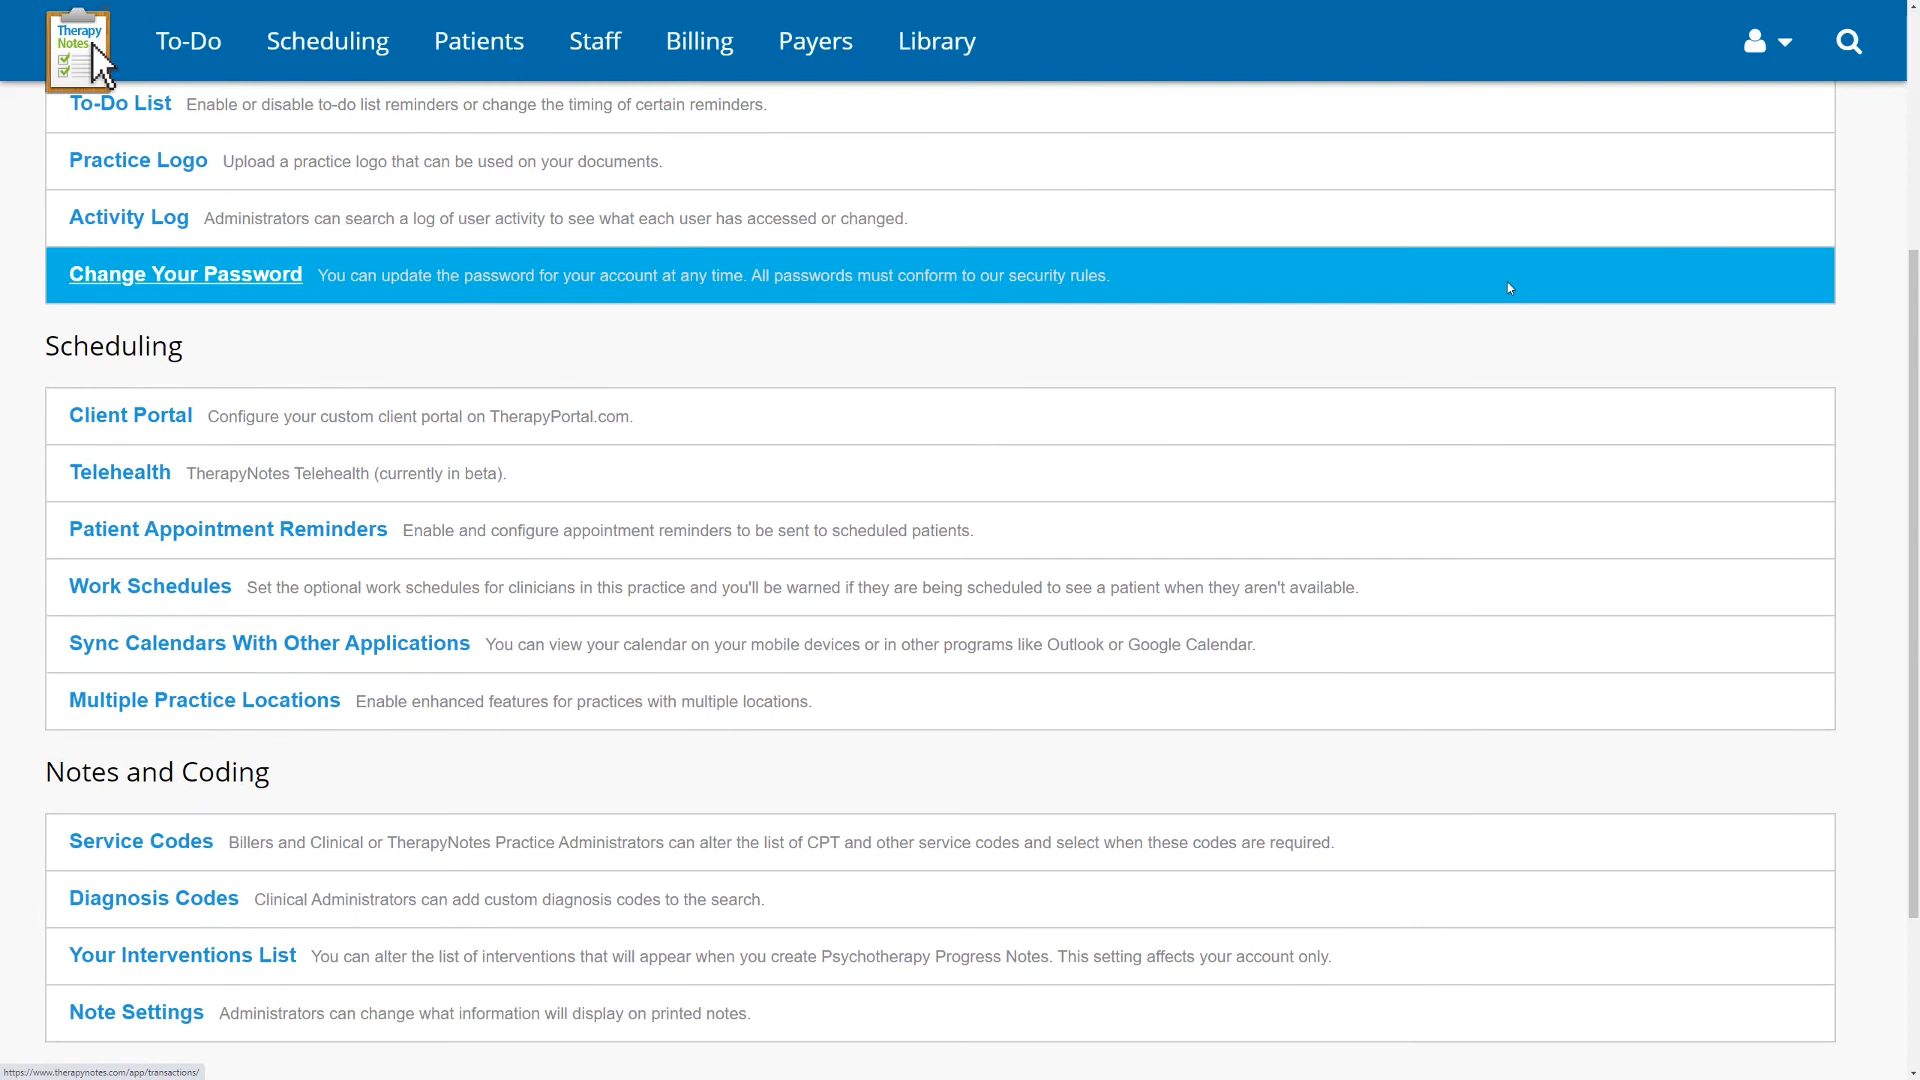 Therapy
Notes
To-Do Scheduling Patients Staff Billing Payers Library
To-Do List Enable or disable to-do list reminders or change the timing of certain reminders.
Practice Logo Upload a practice logo that can be used on your documents.
Activity Log Administrators can search a log of user activity to see what each user has accessed or changed.
Change Your Password You can update the password for your account at any time. All passwords must conform to our security rules.
Scheduling
Client Portal Configure your custom client portal on TherapyPortal.com.
Telehealth TherapyNotes Telehealth (currently in beta).
Patient Appointment Reminders Enable and configure appointment reminders to be sent to scheduled patients.
Work Schedules Set the optional work schedules for clinicians in this practice and you'll be warned if they are being scheduled to see a patient when they aren't available.
Sync Calendars With Other Applications You can view your calendar on your mobile devices or in other programs like Outlook or Google Calendar.
Multiple Practice Locations Enable enhanced features for practices with multiple locations.
Notes and Coding
Service Codes Billers and Clinical or TherapyNotes Practice Administrators can alter the list of CPT and other service codes and select when these codes are required.
Diagnosis Codes Clinical Administrators can add custom diagnosis codes to the search.
Your Interventions List You can alter the list of interventions that will appear when you create Psychotherapy Progress Notes. This setting affects your account only.
Note Settings Administrators can change what information will display on printed notes.
https://www.therapynotes.com/app/transactions/